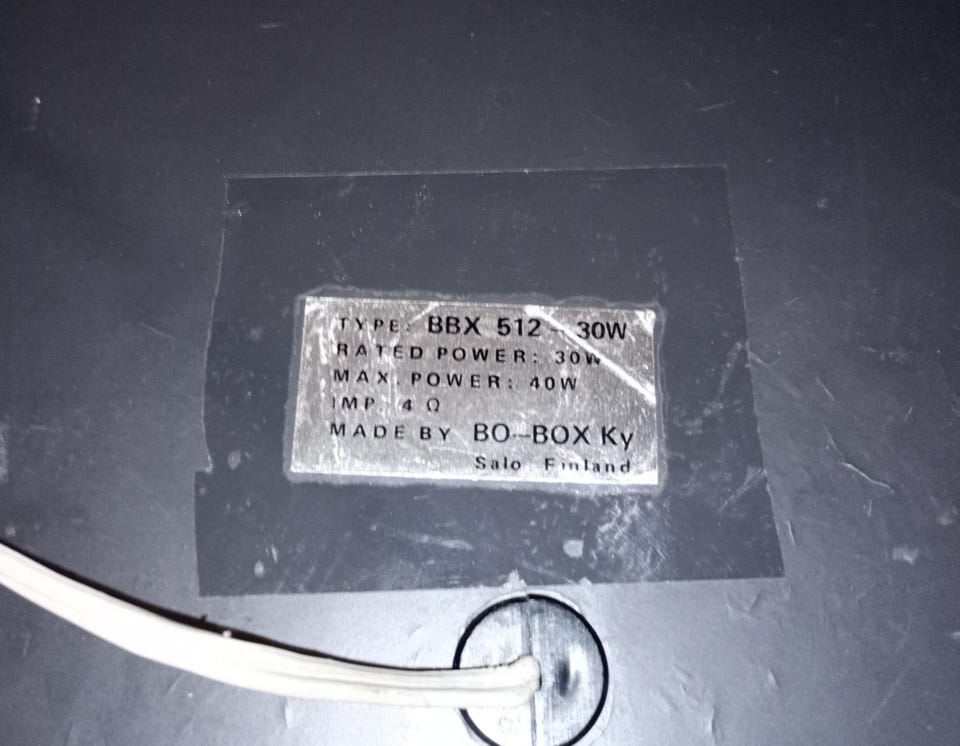 TYPE: BBX 512 - 30W
RATED POWER: 30W
MAX. POWER: 40W
IMP. 4 Ω
MADE BY BO-BOX Ky
Salo Finland